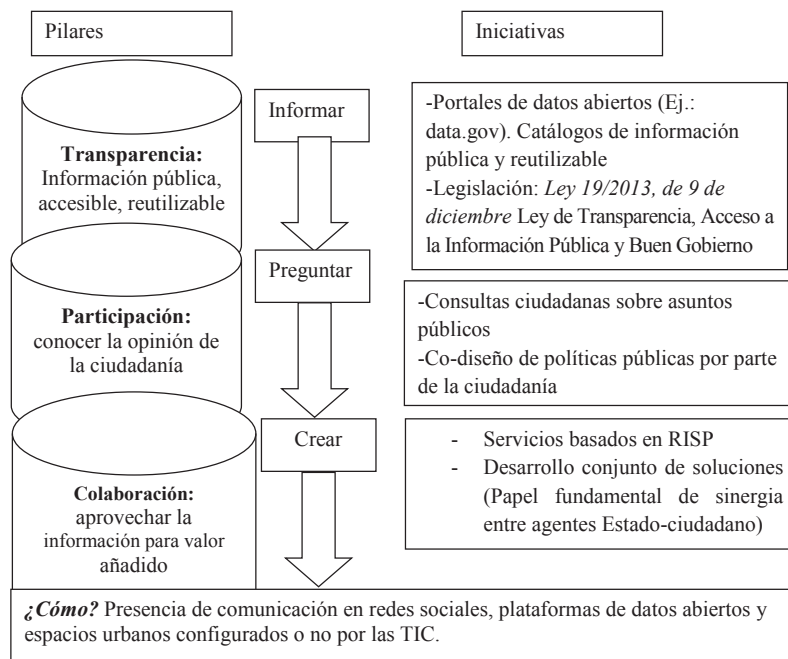 Pilares
Iniciativas
Transparencia:
Información pública,
accesible, reutilizable
Informar
-Portales de datos abiertos (Ej.:
data.gov). Catálogos de información
pública y reutilizable
-Legislación: Ley 19/2013, de 9 de
diciembre Ley de Transparencia, Acceso a
la Información Pública y Buen Gobierno
Participación:
conocer la opinión de
la ciudadanía
Preguntar
-Consultas ciudadanas sobre asuntos
públicos
-Co-diseño de políticas públicas por parte
de la ciudadanía
Colaboración:
aprovechar la
información para valor
añadido
Crear
- Servicios basados en RISP
- Desarrollo conjunto de soluciones
(Papel fundamental de sinergia
entre agentes Estado-ciudadano)
¿Cómo? Presencia de comunicación en redes sociales, plataformas de datos abiertos y
espacios urbanos configurados o no por las TIC.